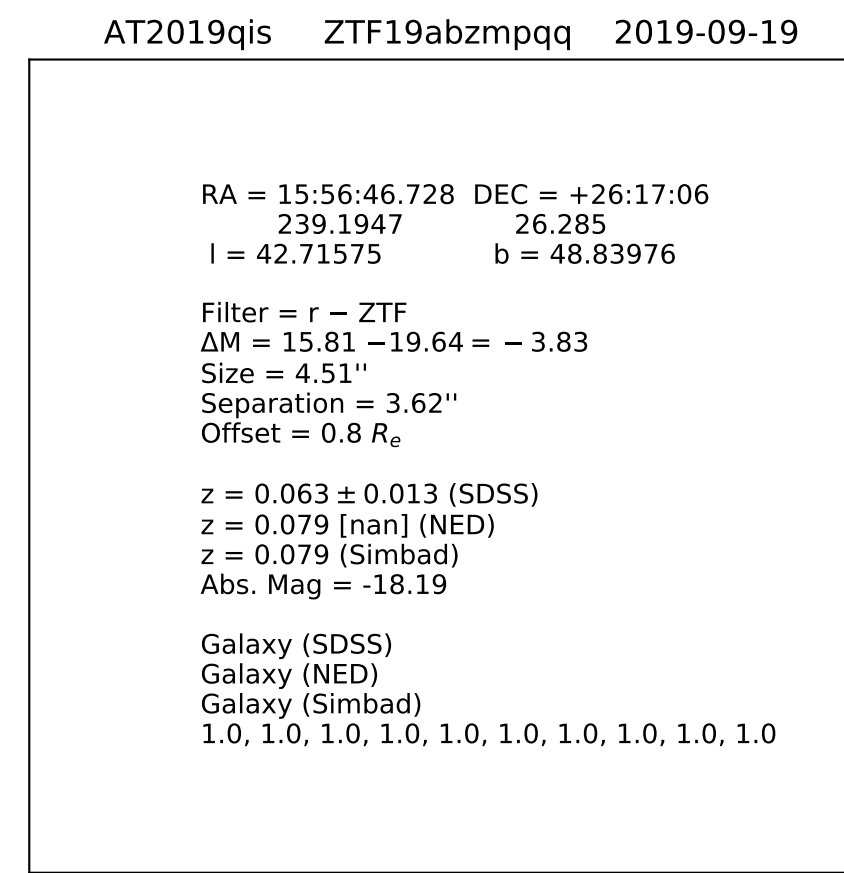 AT2019qis ZTF19abzmpqq 2019-09-19
RA = 15:56:46.728 DEC = +26:17:06
239.1947 26.285
l = 42.71575 b = 48.83976
Filter = r − ZTF
ΔM = 15.81 −19.64 = − 3.83
Size = 4.51''
Separation = 3.62''
Offset = 0.8 Rₑ
z = 0.063 ± 0.013 (SDSS)
z = 0.079 [nan] (NED)
z = 0.079 (Simbad)
Abs. Mag = -18.19
Galaxy (SDSS)
Galaxy (NED)
Galaxy (Simbad)
1.0, 1.0, 1.0, 1.0, 1.0, 1.0, 1.0, 1.0, 1.0, 1.0